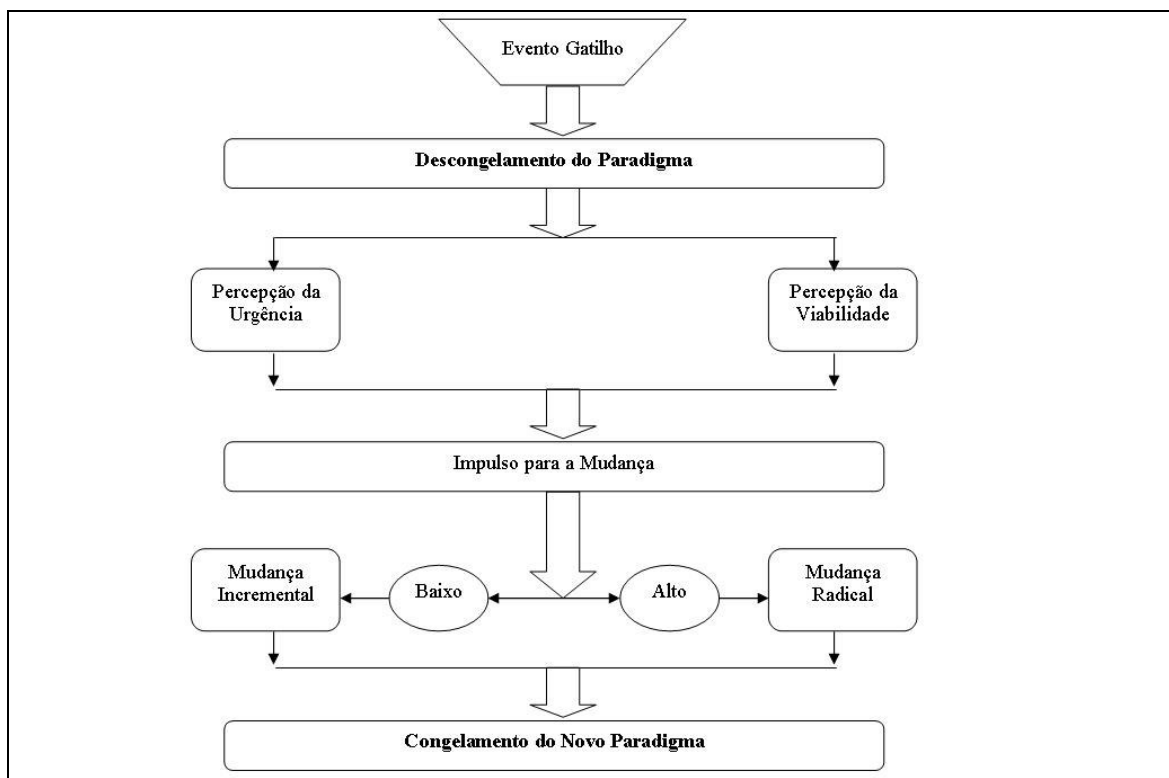 Evento Gatilho
Descongelamento do Paradigma
Percepção da
Urgência
Percepção da
Viabilidade
Impulso para a Mudança
Mudança
Incremental
Baixo
Alto
Mudança
Radical
Congelamento do Novo Paradigma